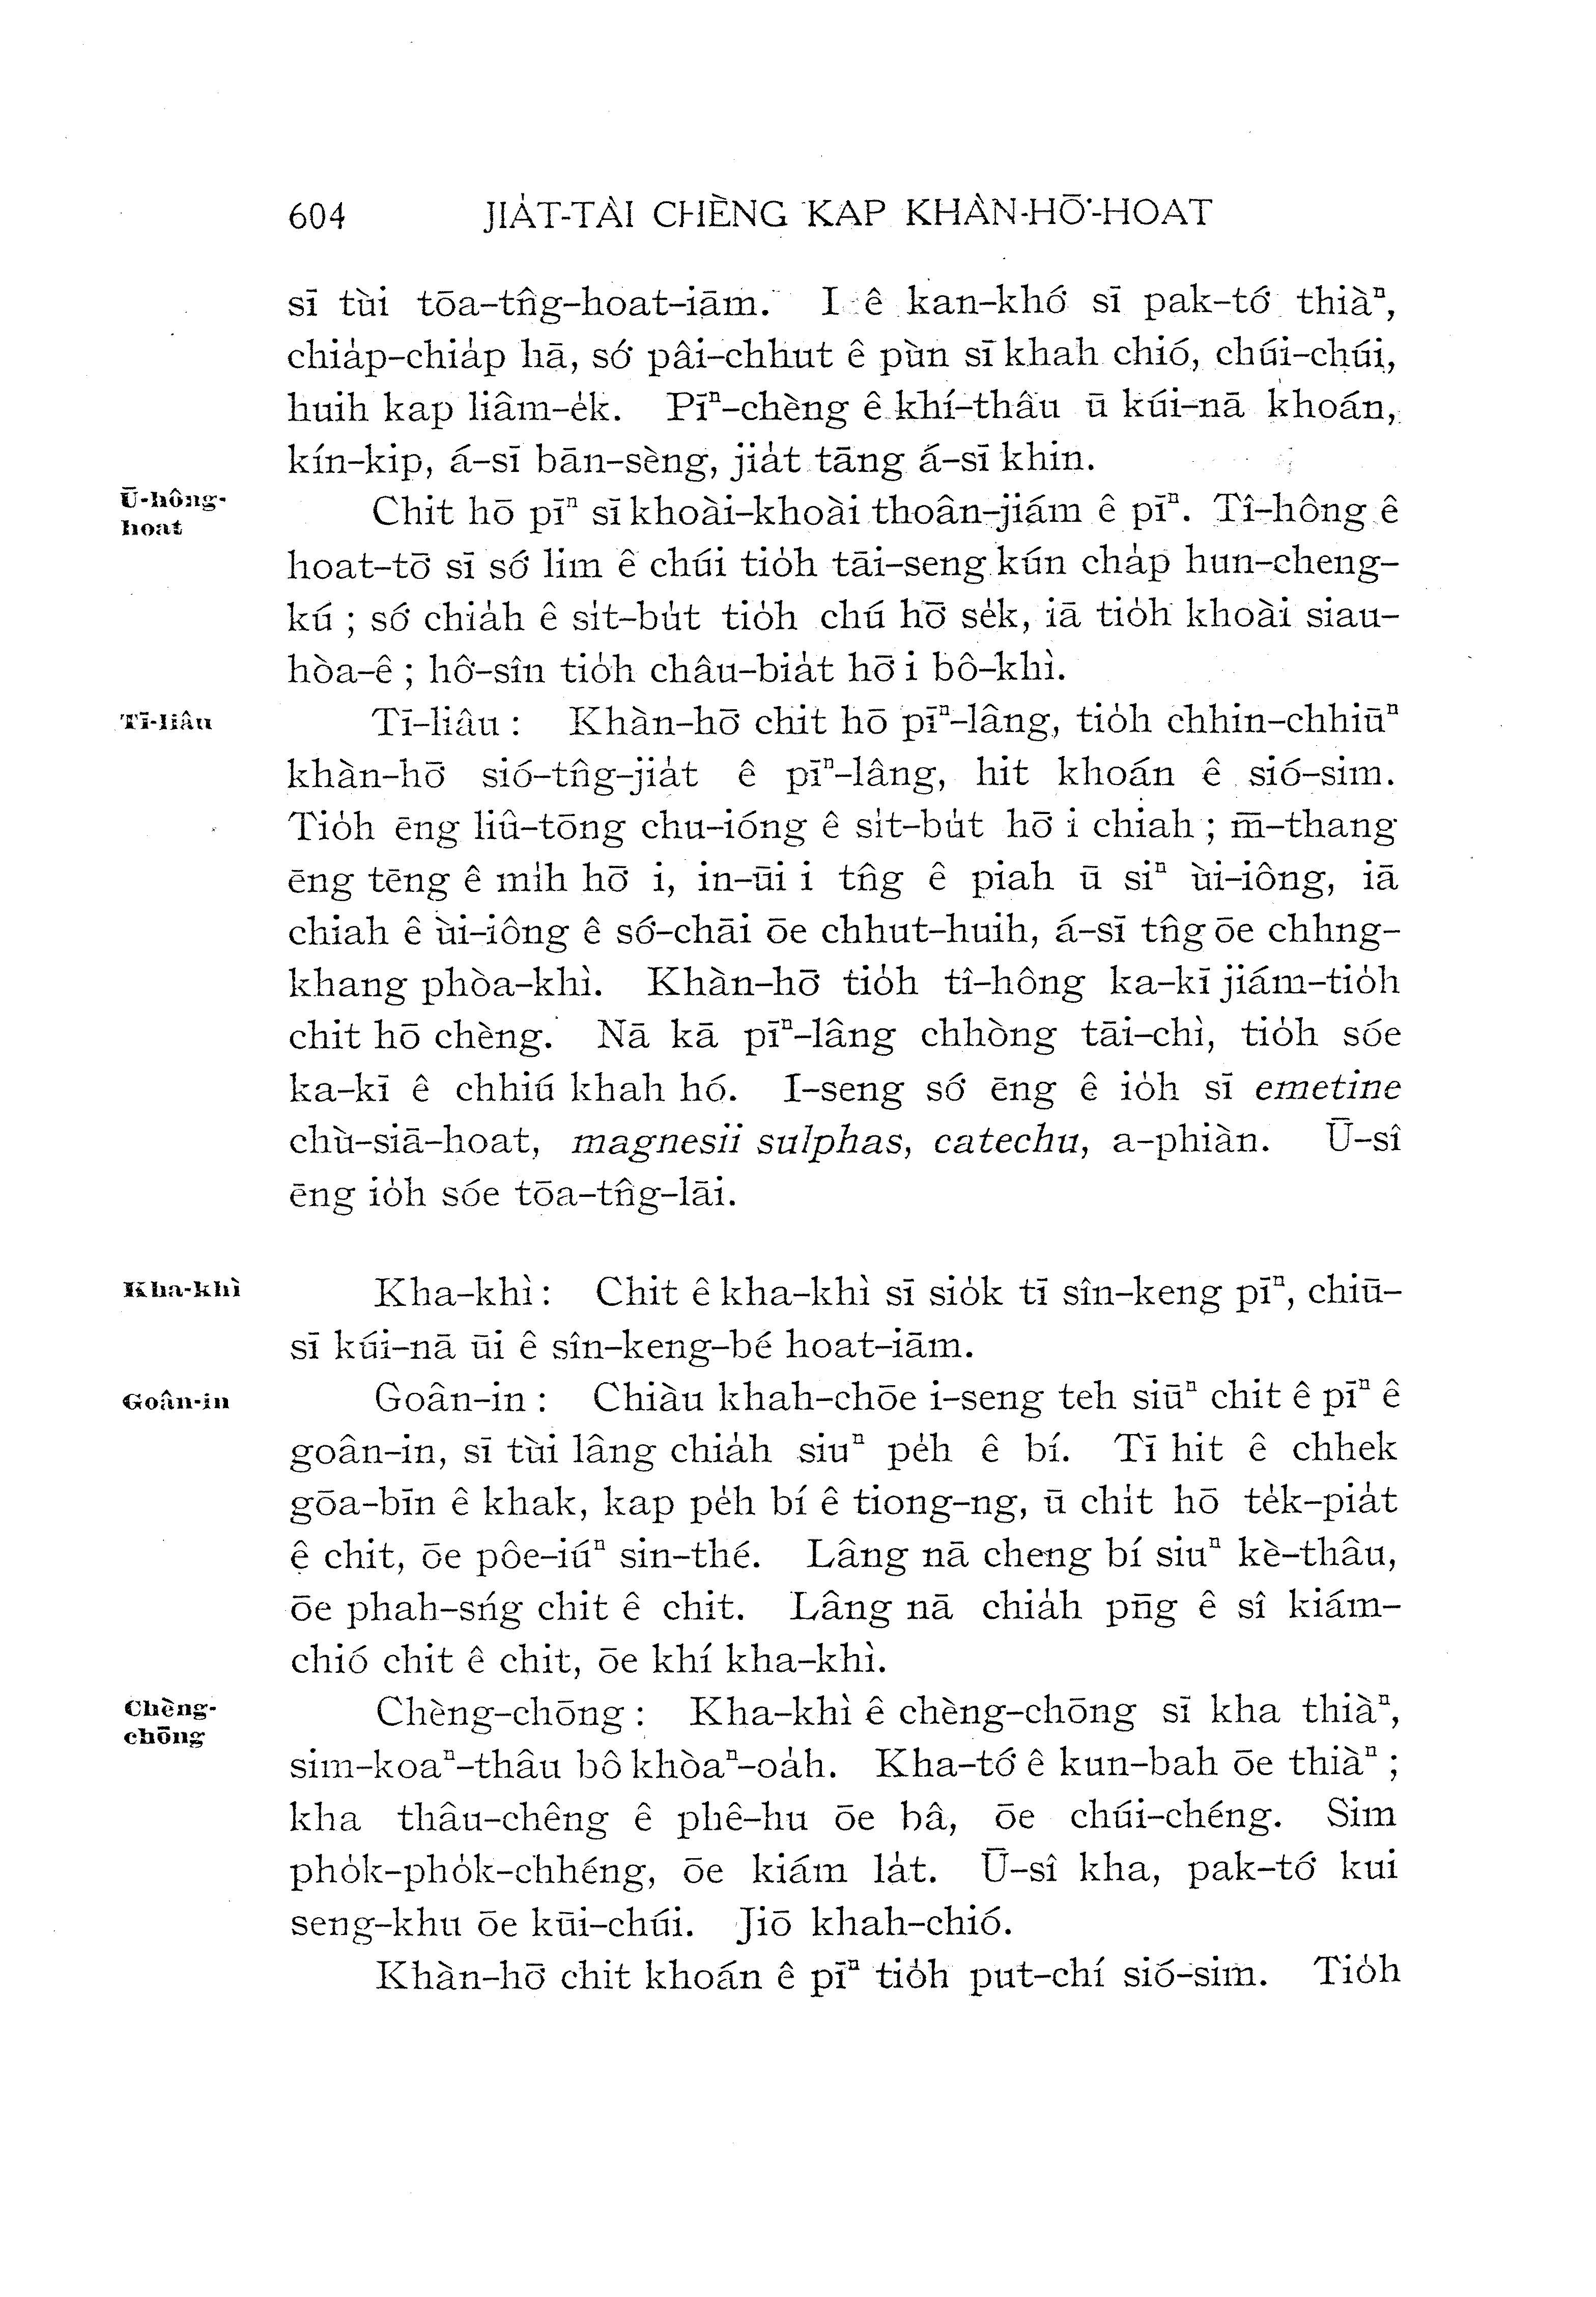 604 JIA̍T-TÀI CHÈNG KAP KHÀN-HŌ͘-HOAT
sī tùi tōa-tn̂g-hoat-iām. I ê kan-khó͘ sī pak-tó͘ thiàⁿ,
chia̍p-chia̍p hā, só͘ pâi-chhut ê pùn sī khah chió, chúi-chúi,
huih kap liâm-e̍k. Pīⁿ-chèng ê khí-thâu ū kúi-nā khoán,
kín-kip, á-sī bān-sèng, jia̍t tāng á-sī khin.
Ū-hông-
hoat
Chit hō pīⁿ sī khoài-khoài thoân-jiám ê pīⁿ. Tî-hông ê
hoat-tō͘ sī só͘ lim ê chúi tio̍h tāi-seng kún cha̍p hun-cheng-
kú ; só͘ chia̍h ê si̍t-bu̍t tio̍h chú hō͘ se̍k, iā tio̍h khoài siau-
hòa-ê ; hô͘-sîn tio̍h châu-bia̍t hō͘ i bô-khì.
Tī-liâu
Tī-liâu : Khàn-hō͘ chit hō pīⁿ-lâng, tio̍h chhin-chhiūⁿ
khàn-hō͘ sió-tn̂g-jia̍t ê pīⁿ-lâng, hit khoán ê sió-sim.
Tio̍h ēng liû-tōng chu-ióng ê si̍t-bu̍t hō͘ i chiah ; m̄-thang
ēng tēng ê mi̍h hō͘ i, in-ūi i tn̂g ê piah ū siⁿ ùi-iông, iā
chiah ê ùi-iông ê só͘-chāi ōe chhut-huih, á-sī tn̂g ōe chhng-
khang phòa-khì. Khàn-hō͘ tio̍h tî-hông ka-kī jiám-tio̍h
chit hō chèng. Nā kā pīⁿ-lâng chhòng tāi-chì, tio̍h sóe
ka-kī ê chhiú khah hó. I-seng só͘ ēng ê io̍h sī emetine
chù-siā-hoat, magnesii sulphas, catechu, a-phiàn. Ū-sî
ēng io̍h sóe tōa-tn̂g-lāi.
Kha-khì
Kha-khì : Chit ê kha-khì sī sio̍k tī sîn-keng pīⁿ, chiū-
sī kúi-nā ūi ê sîn-keng-bé hoat-iām.
Goân-in
Goân-in : Chiàu khah-chōe i-seng teh siūⁿ chit ê pīⁿ ê
goân-in, sī tùi lâng chia̍h siuⁿ pe̍h ê bí. Tī hit ê chhek
gōa-bīn ê khak, kap pe̍h bí ê tiong-ng, ū chi̍t hō te̍k-pia̍t
ê chit, ōe pôe-iúⁿ sin-thé. Lâng nā cheng bí siuⁿ kè-thâu,
ōe phah-sńg chit ê chit. Lâng nā chia̍h pn̄g ê sî kiám-
chió chit ê chit, ōe khí kha-khì.
Chèng-
chōng
Chèng-chōng : Kha-khì ê chèng-chōng sī kha thiàⁿ,
sim-koaⁿ-thâu bô khòaⁿ-oa̍h. Kha-tó͘ ê kun-bah ōe thiàⁿ ;
kha thâu-chêng ê phê-hu ōe bâ, ōe chúi-chéng. Sim
pho̍k-pho̍k-chhéng, ōe kiám la̍t. Ū-sî kha, pak-tó͘ kui
seng-khu ōe kūi-chúi. Jiō khah-chió.
Khàn-hō͘ chit khoán ê pīⁿ tio̍h put-chí sió-sim. Tio̍h